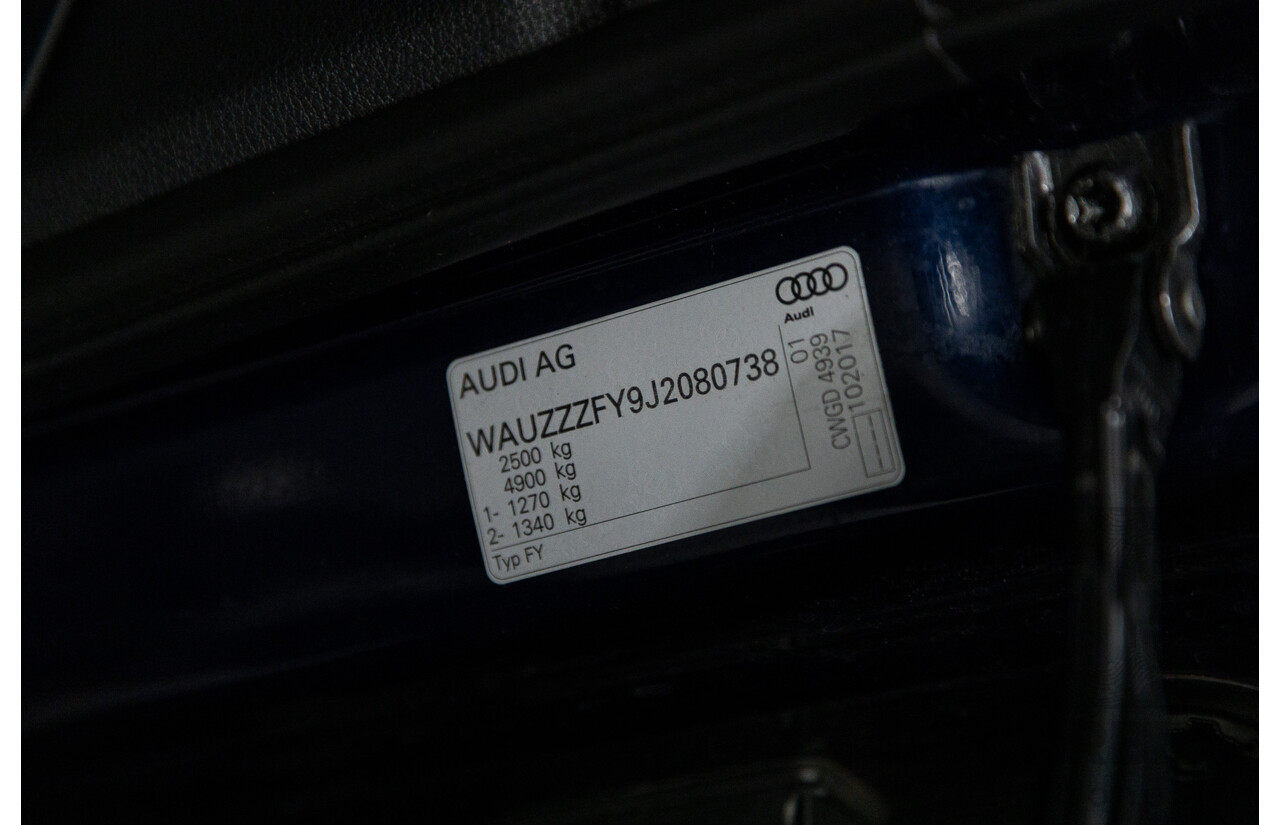 Audi
AUDI AG
WAUZZZFY9J2080738
2500 kg
4900 kg
1- 1270 kg
2- 1340 kg
Typ FY
01
CWGD 4939
102017
-----